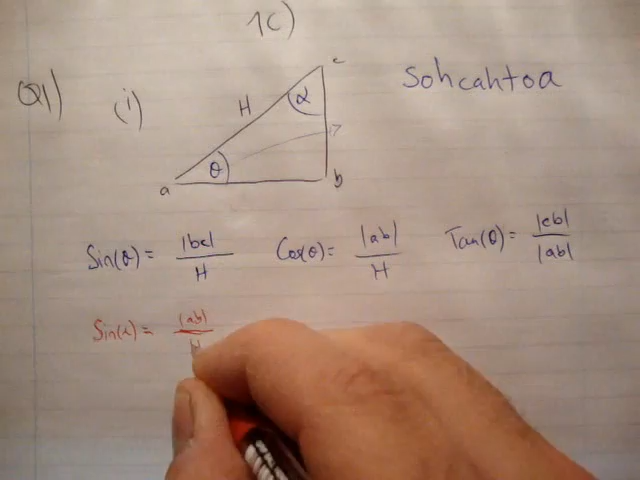 1c)
Q1) (i) sohcahtoa
c
H
α
θ
a
b
Sin(θ) = |bc| / H Cos(θ) = |ab| / H Tan(θ) = |cb| / |ab|
Sin(α) = |ab| / H